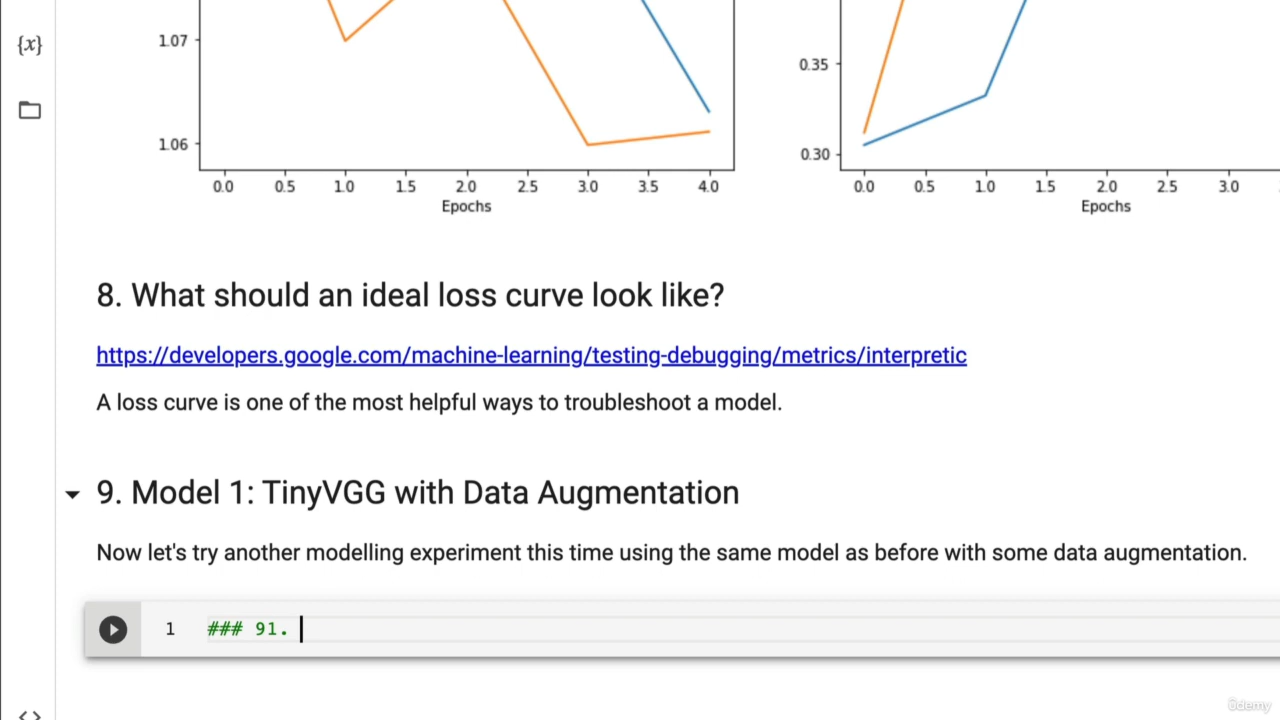 {x}
1.07
1.06
0.0 0.5 1.0 1.5 2.0 2.5 3.0 3.5 4.0
Epochs
0.35
0.30
0.0 0.5 1.0 1.5 2.0 2.5 3.0
Epochs
8. What should an ideal loss curve look like?
https://developers.google.com/machine-learning/testing-debugging/metrics/interpretic
A loss curve is one of the most helpful ways to troubleshoot a model.
9. Model 1: TinyVGG with Data Augmentation
Now let's try another modelling experiment this time using the same model as before with some data augmentation.
1 ### 91.
<>
ûdemy